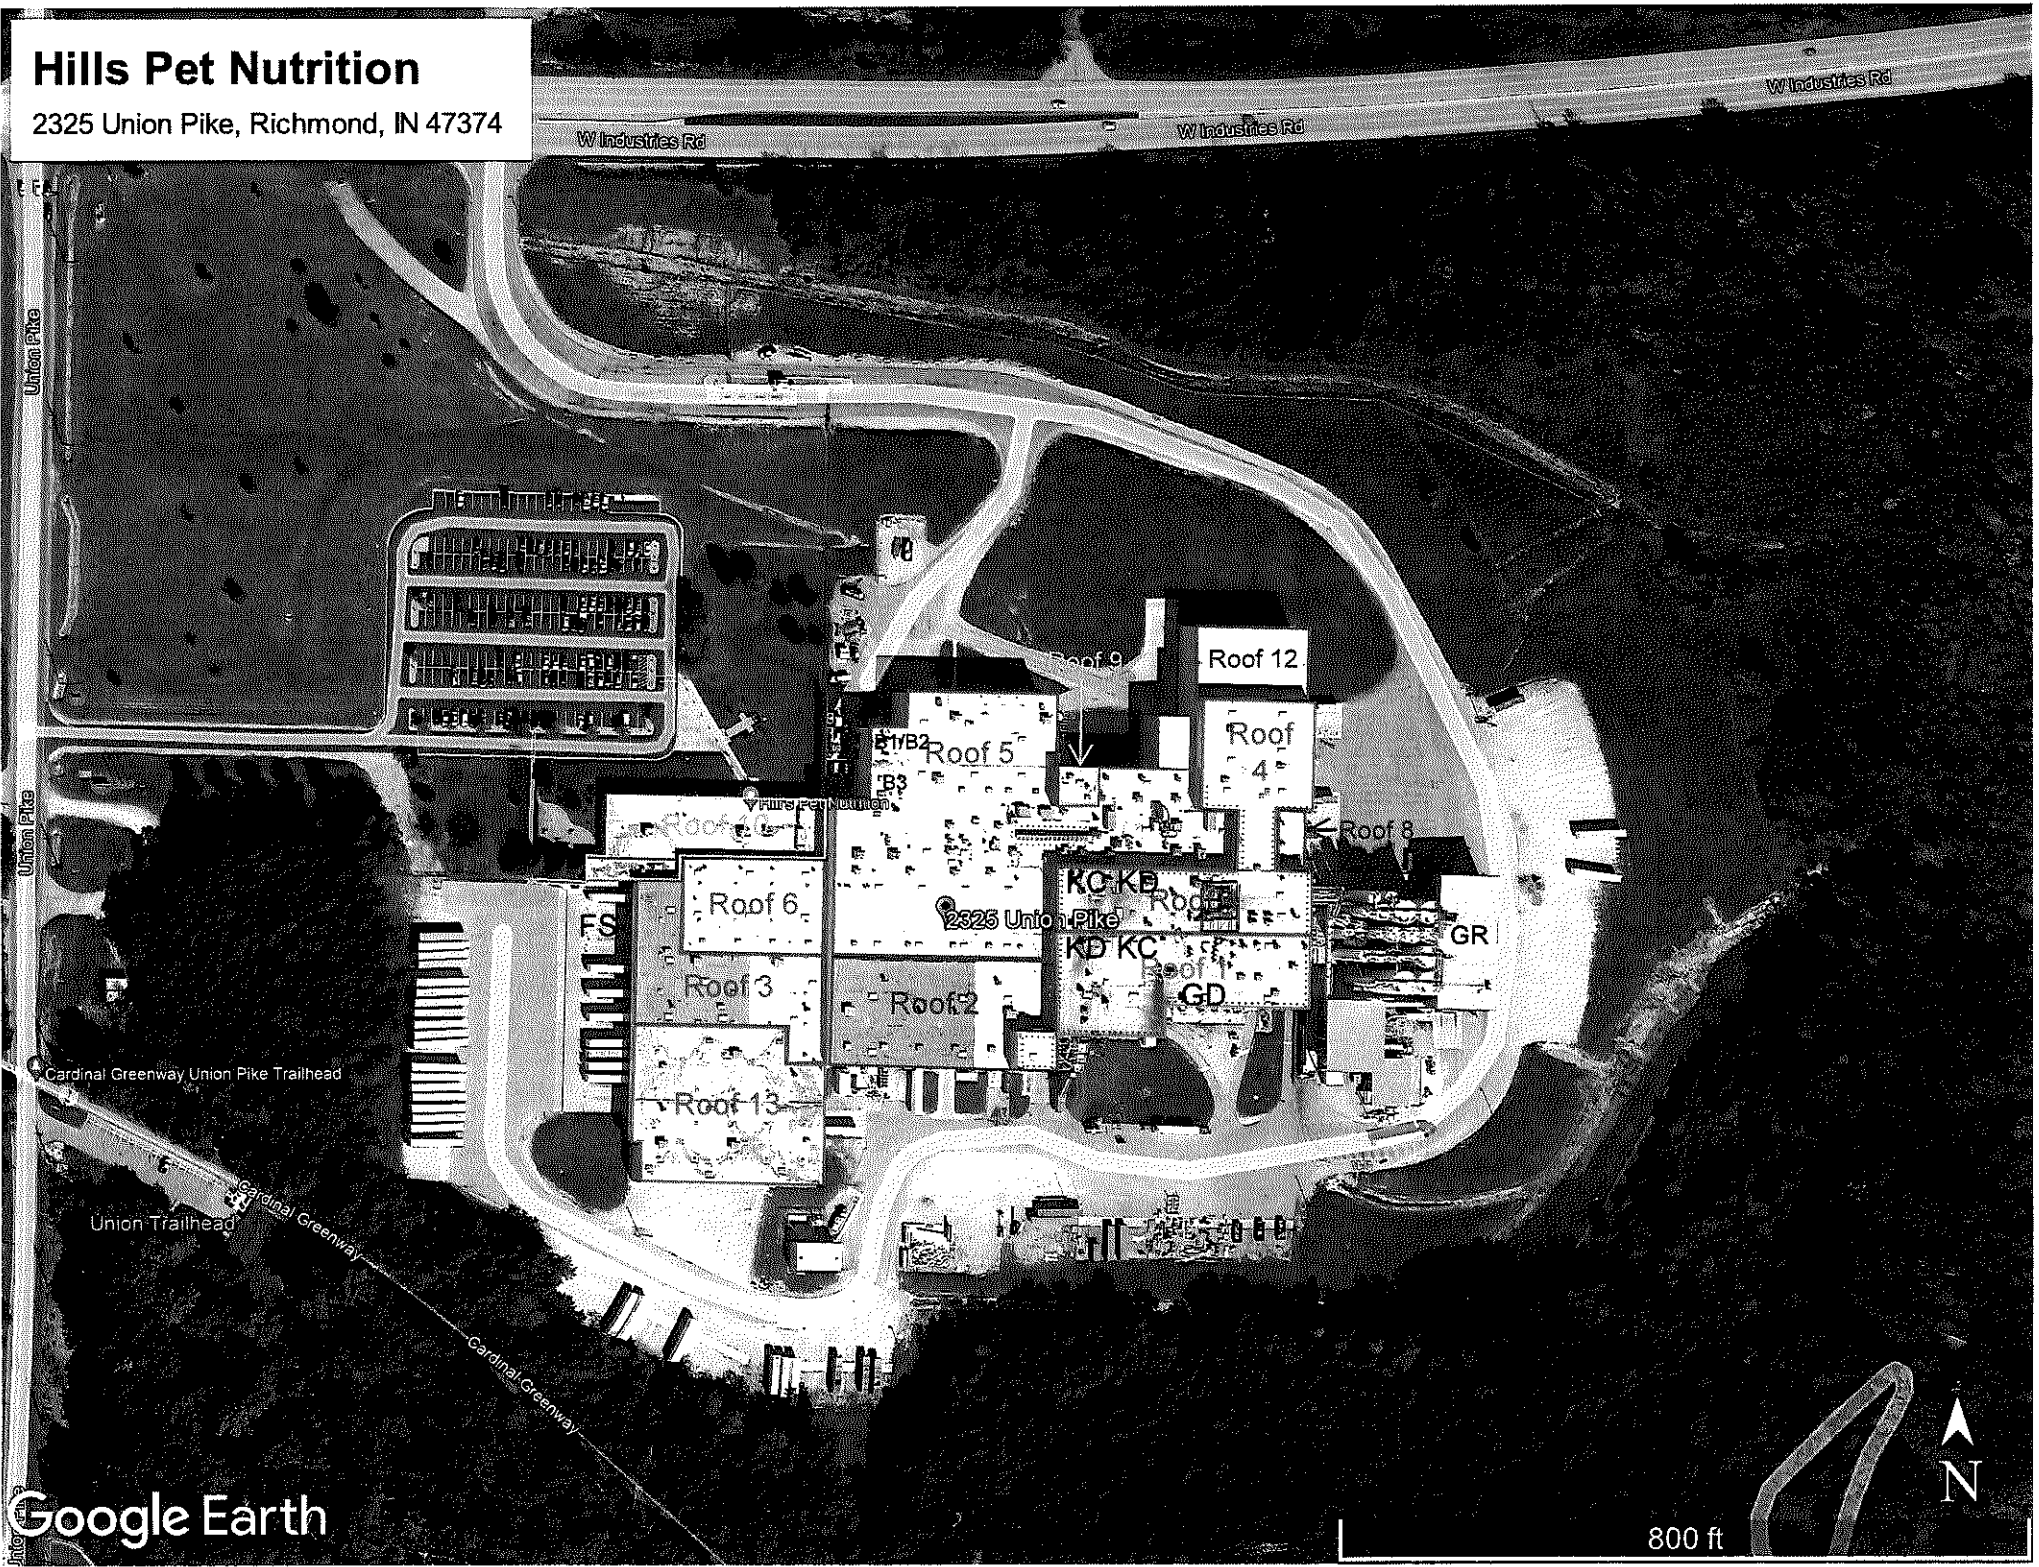 Hills Pet Nutrition
2325 Union Pike, Richmond, IN 47374
W Industries Rd
W Industries Rd
W Industries Rd
Union Pike
Roof 9
Roof 12
Roof
4
B1/B2
Roof 5
B3
Hill's Pet Nutrition
Roof 10
Roof 8
Union Pike
KC KD
Roof 6
2325 Union Pike
FS
GR
KD KC
Roof 1
Roof 3
Roof 2
GD
Cardinal Greenway Union Pike Trailhead
Roof 13
Cardinal Greenway
Union Trailhead
Cardinal Greenway
N
Google Earth
800 ft